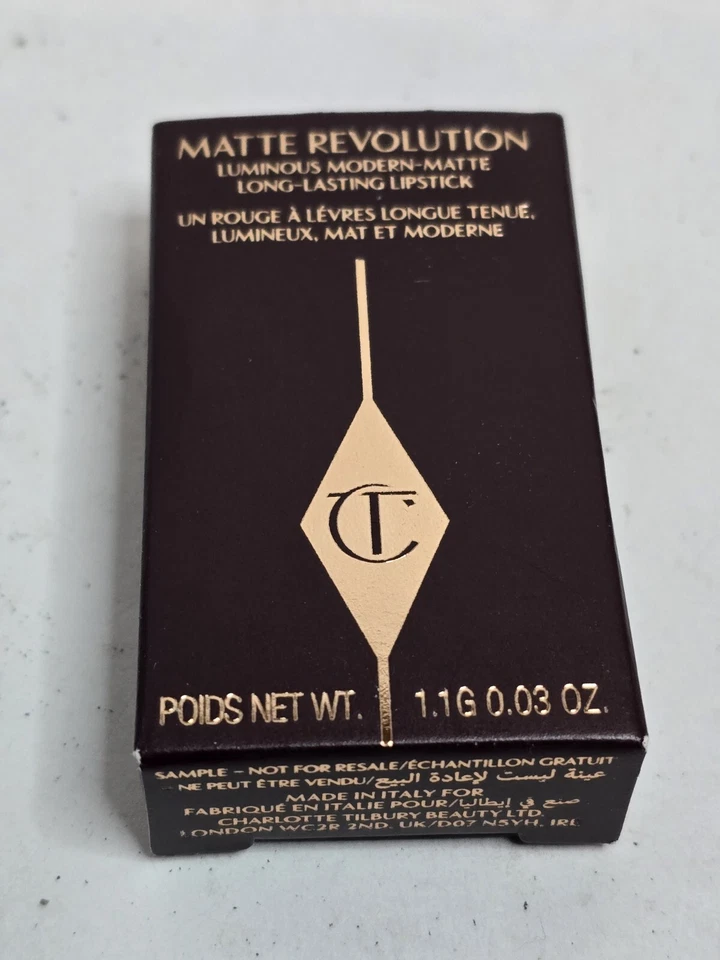 MATTE REVOLUTION
LUMINOUS MODERN-MATTE
LONG-LASTING LIPSTICK
UN ROUGE À LÉVRES LONGUE TENUE,
LUMINEUX, MAT ET MODERNE
CT
POIDS NET WT. 1.1G 0.03 OZ.
SAMPLE - NOT FOR RESALE/ÉCHANTILLON GRATUIT
- NE PEUT ÊTRE VENDU/عينة ليست لإعادة البيع
MADE IN ITALY FOR
FABRIQUÉ EN ITALIE POUR/صنع في إيطاليا
CHARLOTTE TILBURY BEAUTY LTD.
LONDON WC2R 2ND. UK/D07 N5YH, IRL